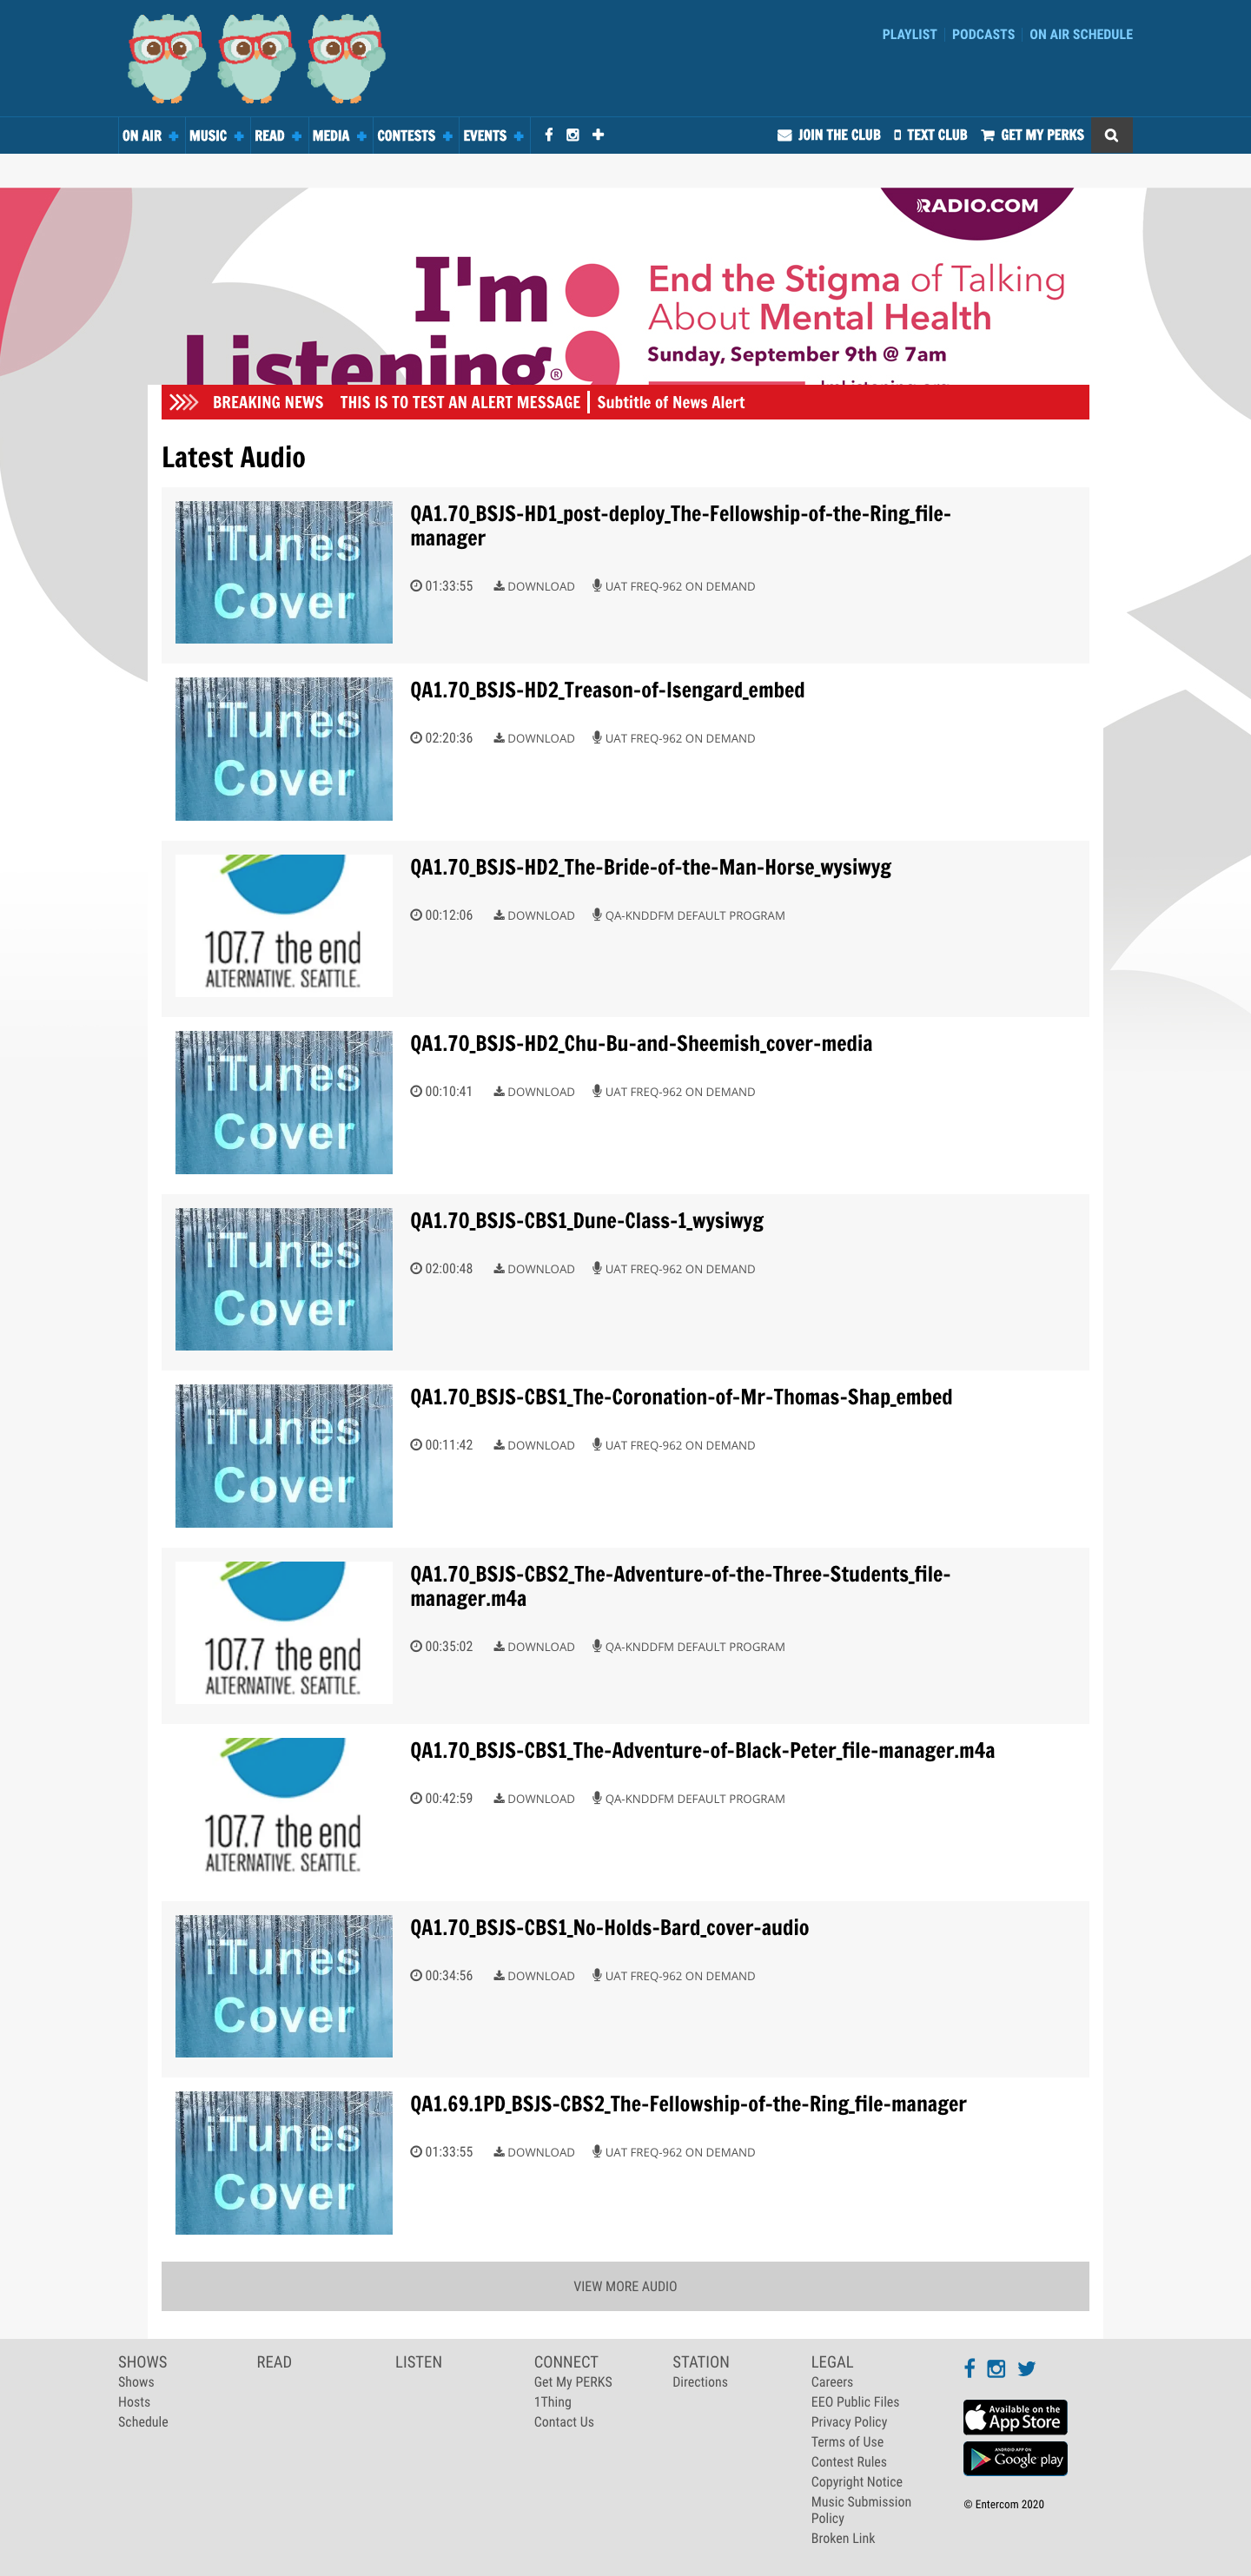 PLAYLIST PODCASTS ON AIR SCHEDULE
ON AIR MUSIC READ MEDIA CONTESTS EVENTS JOIN THE CLUB TEXT CLUB GET MY PERKS
RADIO.COM
I'm
Listening®
End the Stigma of Talking
About Mental Health
Sunday, September 9th @ 7am
BREAKING NEWS THIS IS TO TEST AN ALERT MESSAGE Subtitle of News Alert
Latest Audio
iTunes
Cover
QA1.70_BSJS-HD1_post-deploy_The-Fellowship-of-the-Ring_file-
manager
01:33:55 DOWNLOAD UAT FREQ-962 ON DEMAND
iTunes
Cover
QA1.70_BSJS-HD2_Treason-of-Isengard_embed
02:20:36 DOWNLOAD UAT FREQ-962 ON DEMAND
107.7 the end
ALTERNATIVE. SEATTLE.
QA1.70_BSJS-HD2_The-Bride-of-the-Man-Horse_wysiwyg
00:12:06 DOWNLOAD QA-KNDDFM DEFAULT PROGRAM
iTunes
Cover
QA1.70_BSJS-HD2_Chu-Bu-and-Sheemish_cover-media
00:10:41 DOWNLOAD UAT FREQ-962 ON DEMAND
iTunes
Cover
QA1.70_BSJS-CBS1_Dune-Class-1_wysiwyg
02:00:48 DOWNLOAD UAT FREQ-962 ON DEMAND
iTunes
Cover
QA1.70_BSJS-CBS1_The-Coronation-of-Mr-Thomas-Shap_embed
00:11:42 DOWNLOAD UAT FREQ-962 ON DEMAND
107.7 the end
ALTERNATIVE. SEATTLE.
QA1.70_BSJS-CBS2_The-Adventure-of-the-Three-Students_file-
manager.m4a
00:35:02 DOWNLOAD QA-KNDDFM DEFAULT PROGRAM
107.7 the end
ALTERNATIVE. SEATTLE.
QA1.70_BSJS-CBS1_The-Adventure-of-Black-Peter_file-manager.m4a
00:42:59 DOWNLOAD QA-KNDDFM DEFAULT PROGRAM
iTunes
Cover
QA1.70_BSJS-CBS1_No-Holds-Bard_cover-audio
00:34:56 DOWNLOAD UAT FREQ-962 ON DEMAND
iTunes
Cover
QA1.69.1PD_BSJS-CBS2_The-Fellowship-of-the-Ring_file-manager
01:33:55 DOWNLOAD UAT FREQ-962 ON DEMAND
VIEW MORE AUDIO
SHOWS
Shows
Hosts
Schedule
READ
LISTEN
CONNECT
Get My PERKS
1Thing
Contact Us
STATION
Directions
LEGAL
Careers
EEO Public Files
Privacy Policy
Terms of Use
Contest Rules
Copyright Notice
Music Submission
Policy
Broken Link
Available on the
App Store
ANDROID APP ON
Google play
© Entercom 2020